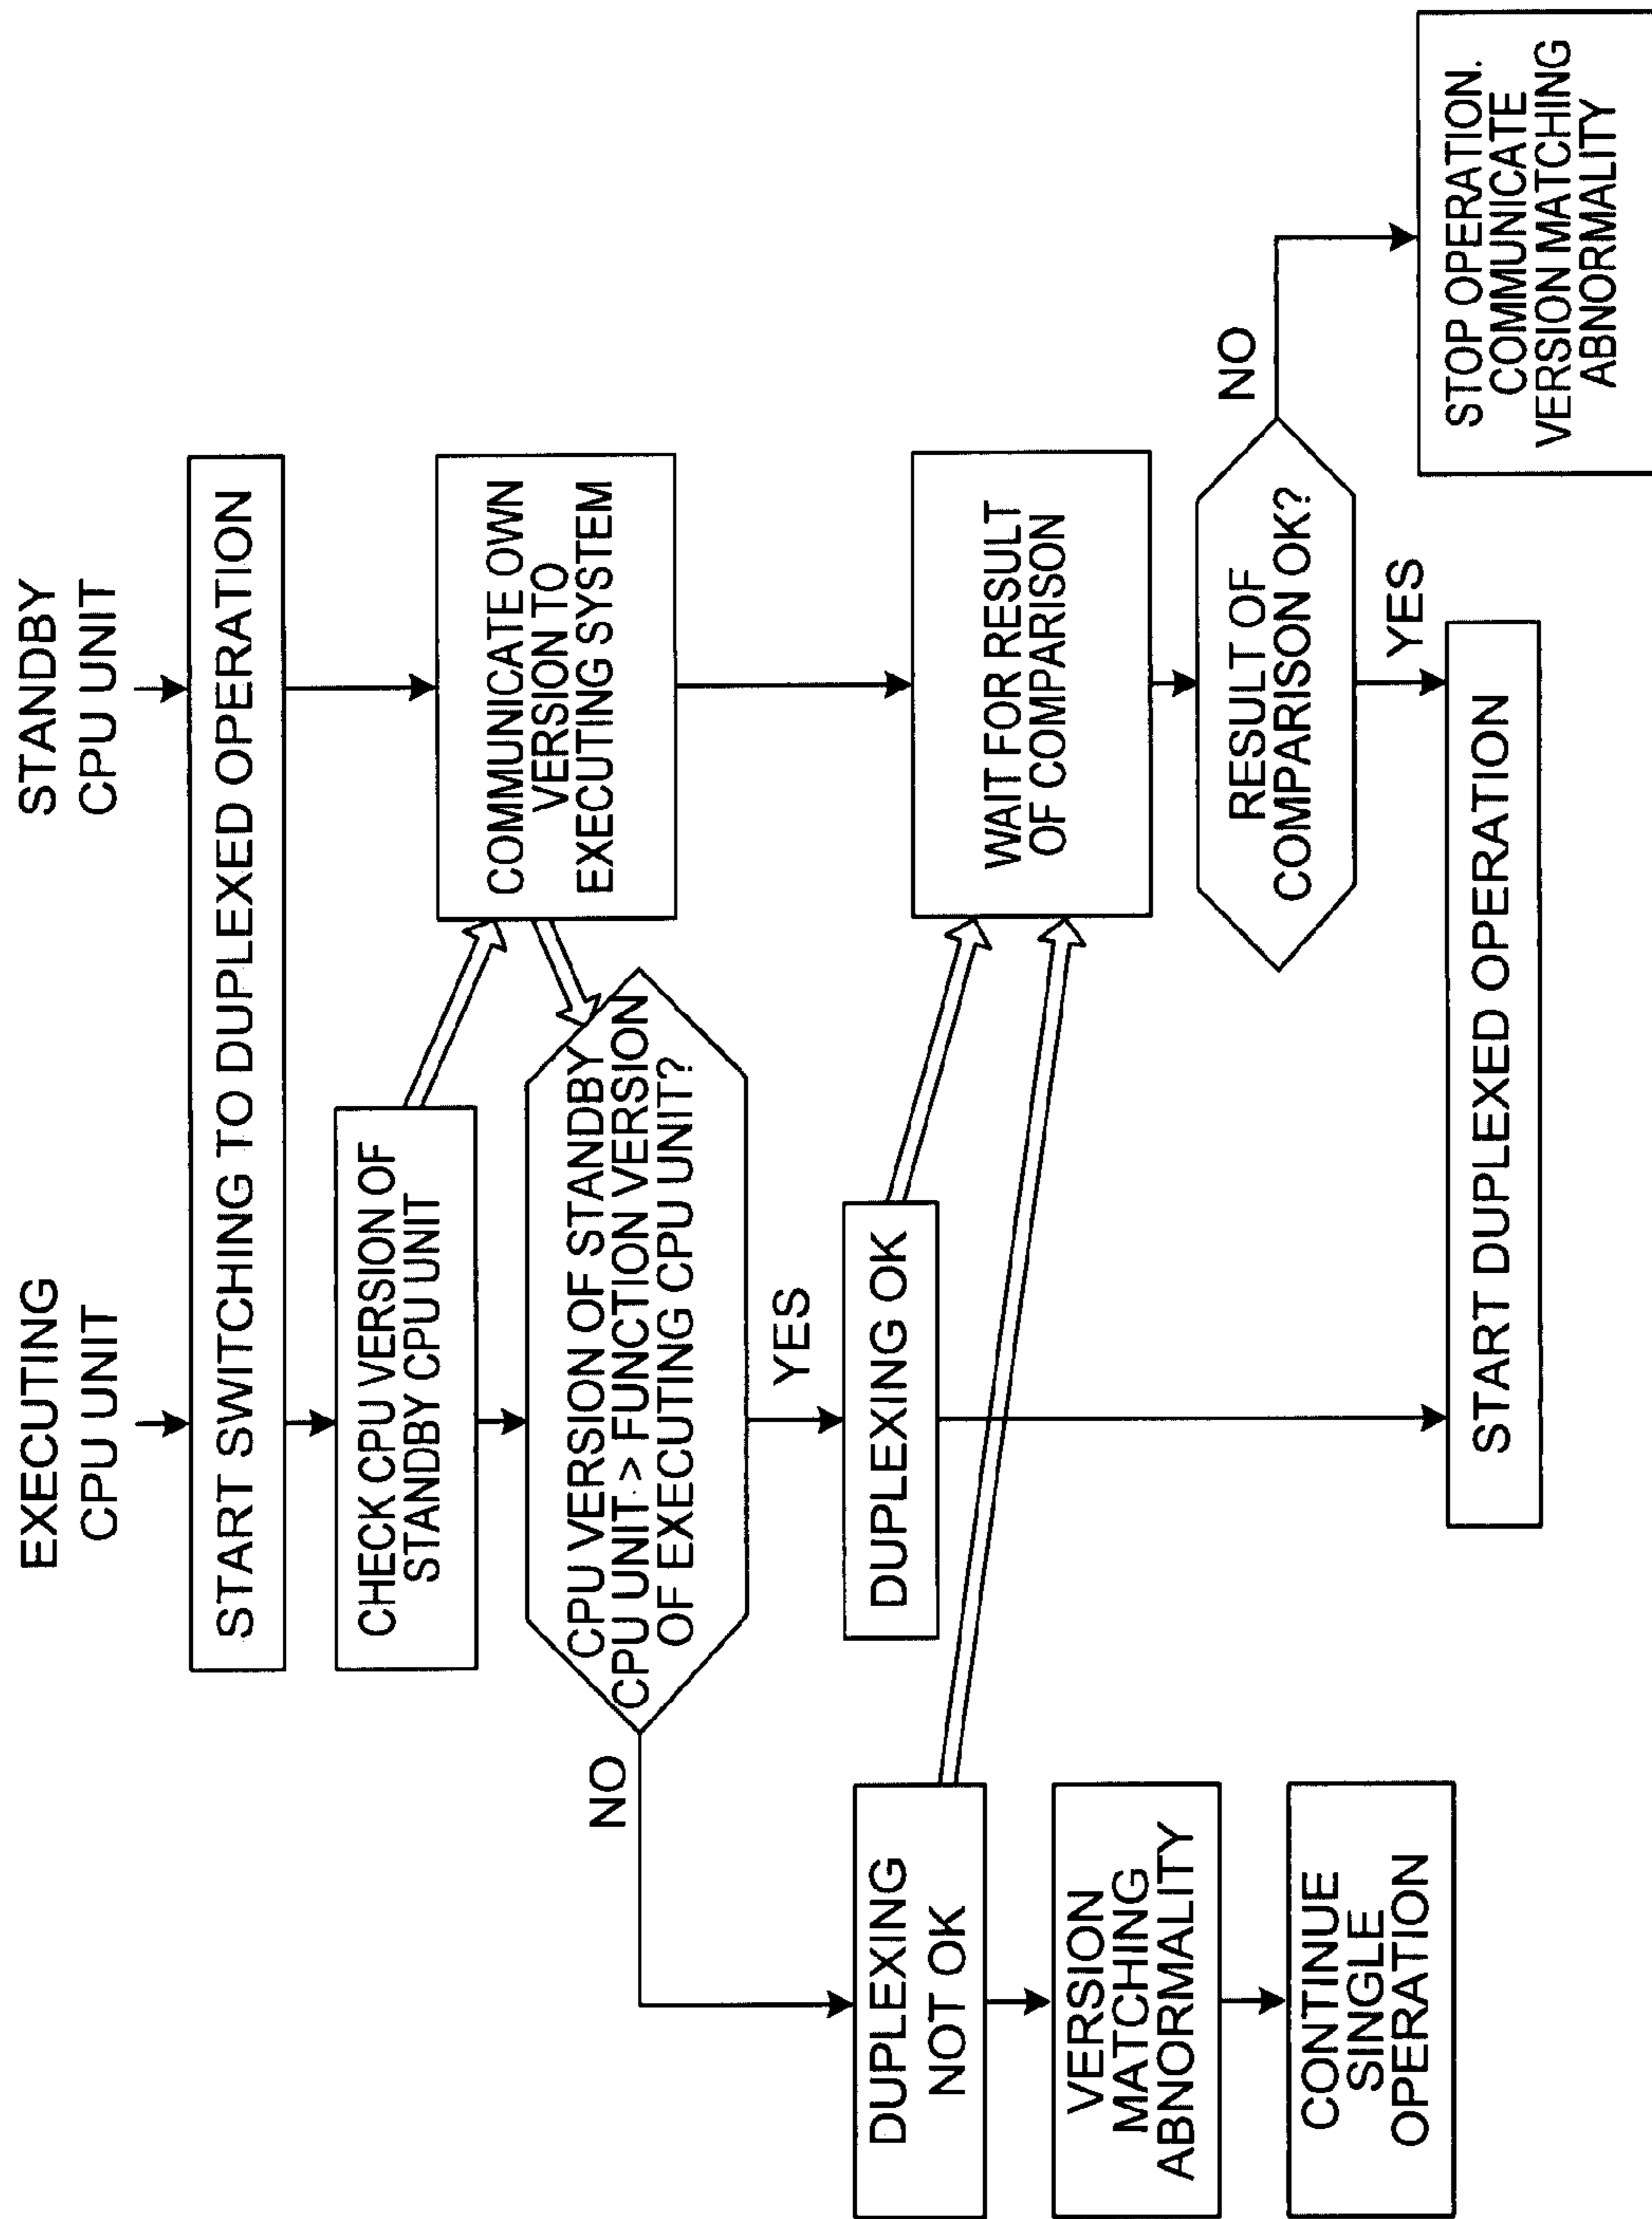 EXECUTING
CPU UNIT
STANDBY
CPU UNIT
START SWITCHING TO DUPLEXED OPERATION
CHECK CPU VERSION OF
STANDBY CPU UNIT
COMMUNICATE OWN
VERSION TO
EXECUTING SYSTEM
CPU VERSION OF STANDBY
CPU UNIT > FUNCTION VERSION
OF EXECUTING CPU UNIT?
NO
YES
DUPLEXING
NOT OK
DUPLEXING OK
WAIT FOR RESULT
OF COMPARISON
VERSION
MATCHING
ABNORMALITY
RESULT OF
COMPARISON OK?
NO
YES
CONTINUE
SINGLE
OPERATION
START DUPLEXED OPERATION
STOP OPERATION.
COMMUNICATE
VERSION MATCHING
ABNORMALITY